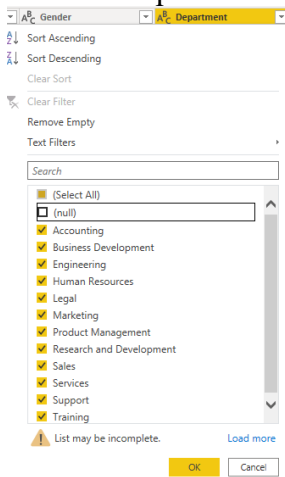 ABC Gender ABC Department
Sort Ascending
Sort Descending
Clear Sort
Clear Filter
Remove Empty
Text Filters
Search
(Select All)
(null)
Accounting
Business Development
Engineering
Human Resources
Legal
Marketing
Product Management
Research and Development
Sales
Services
Support
Training
List may be incomplete. Load more
OK Cancel